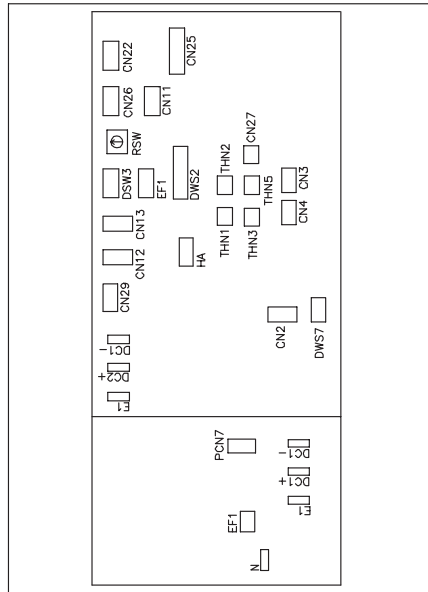 CN25
CN22
CN26
CN11
RSW
CN27
THN2
DSW3
EF1
DWS2
THN5
CN3
CN4
CN13
THN1
THN3
CN12
HA
CN29
CN2
DWS7
DC1-
DC2+
E1
PCN7
DC1-
DC1+
E1
EF1
N